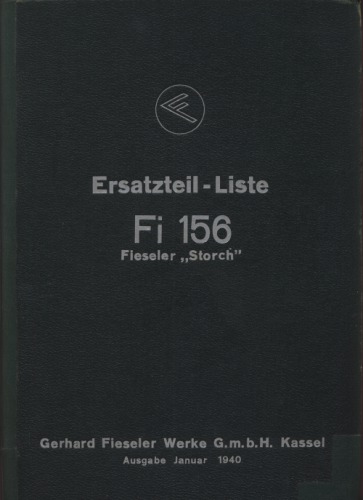 Ersatzteil-Liste
Fi 156
Fieseler „Storch"
Gerhard Fieseler Werke G.m.b.H. Kassel
Ausgabe Januar 1940